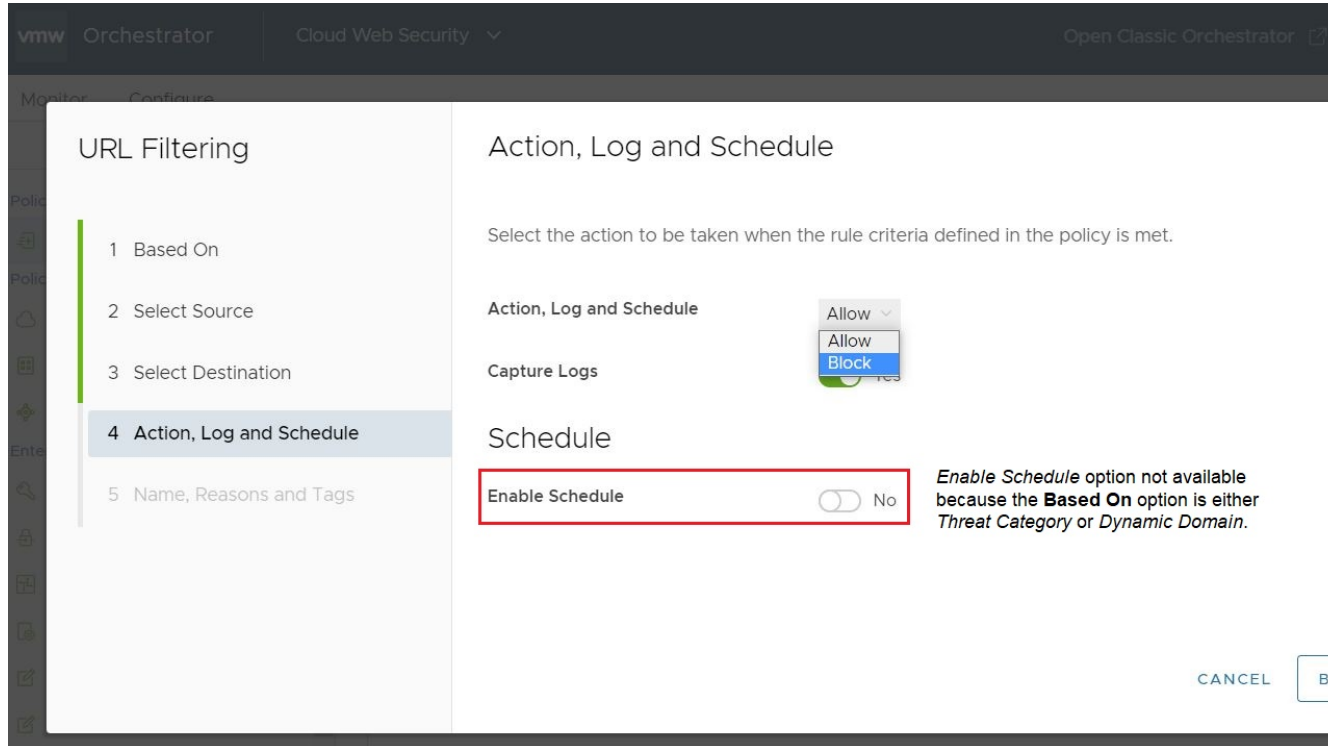 vmw Orchestrator Cloud Web Security Open Classic Orchestrator
Monitor Configure
URL Filtering
Polic
1 Based On
Polic
2 Select Source
3 Select Destination
4 Action, Log and Schedule
Ente
5 Name, Reasons and Tags
Action, Log and Schedule
Select the action to be taken when the rule criteria defined in the policy is met.
Action, Log and Schedule Allow
Allow
Block
Capture Logs Yes
Schedule
Enable Schedule No
Enable Schedule option not available
because the Based On option is either
Threat Category or Dynamic Domain.
CANCEL B